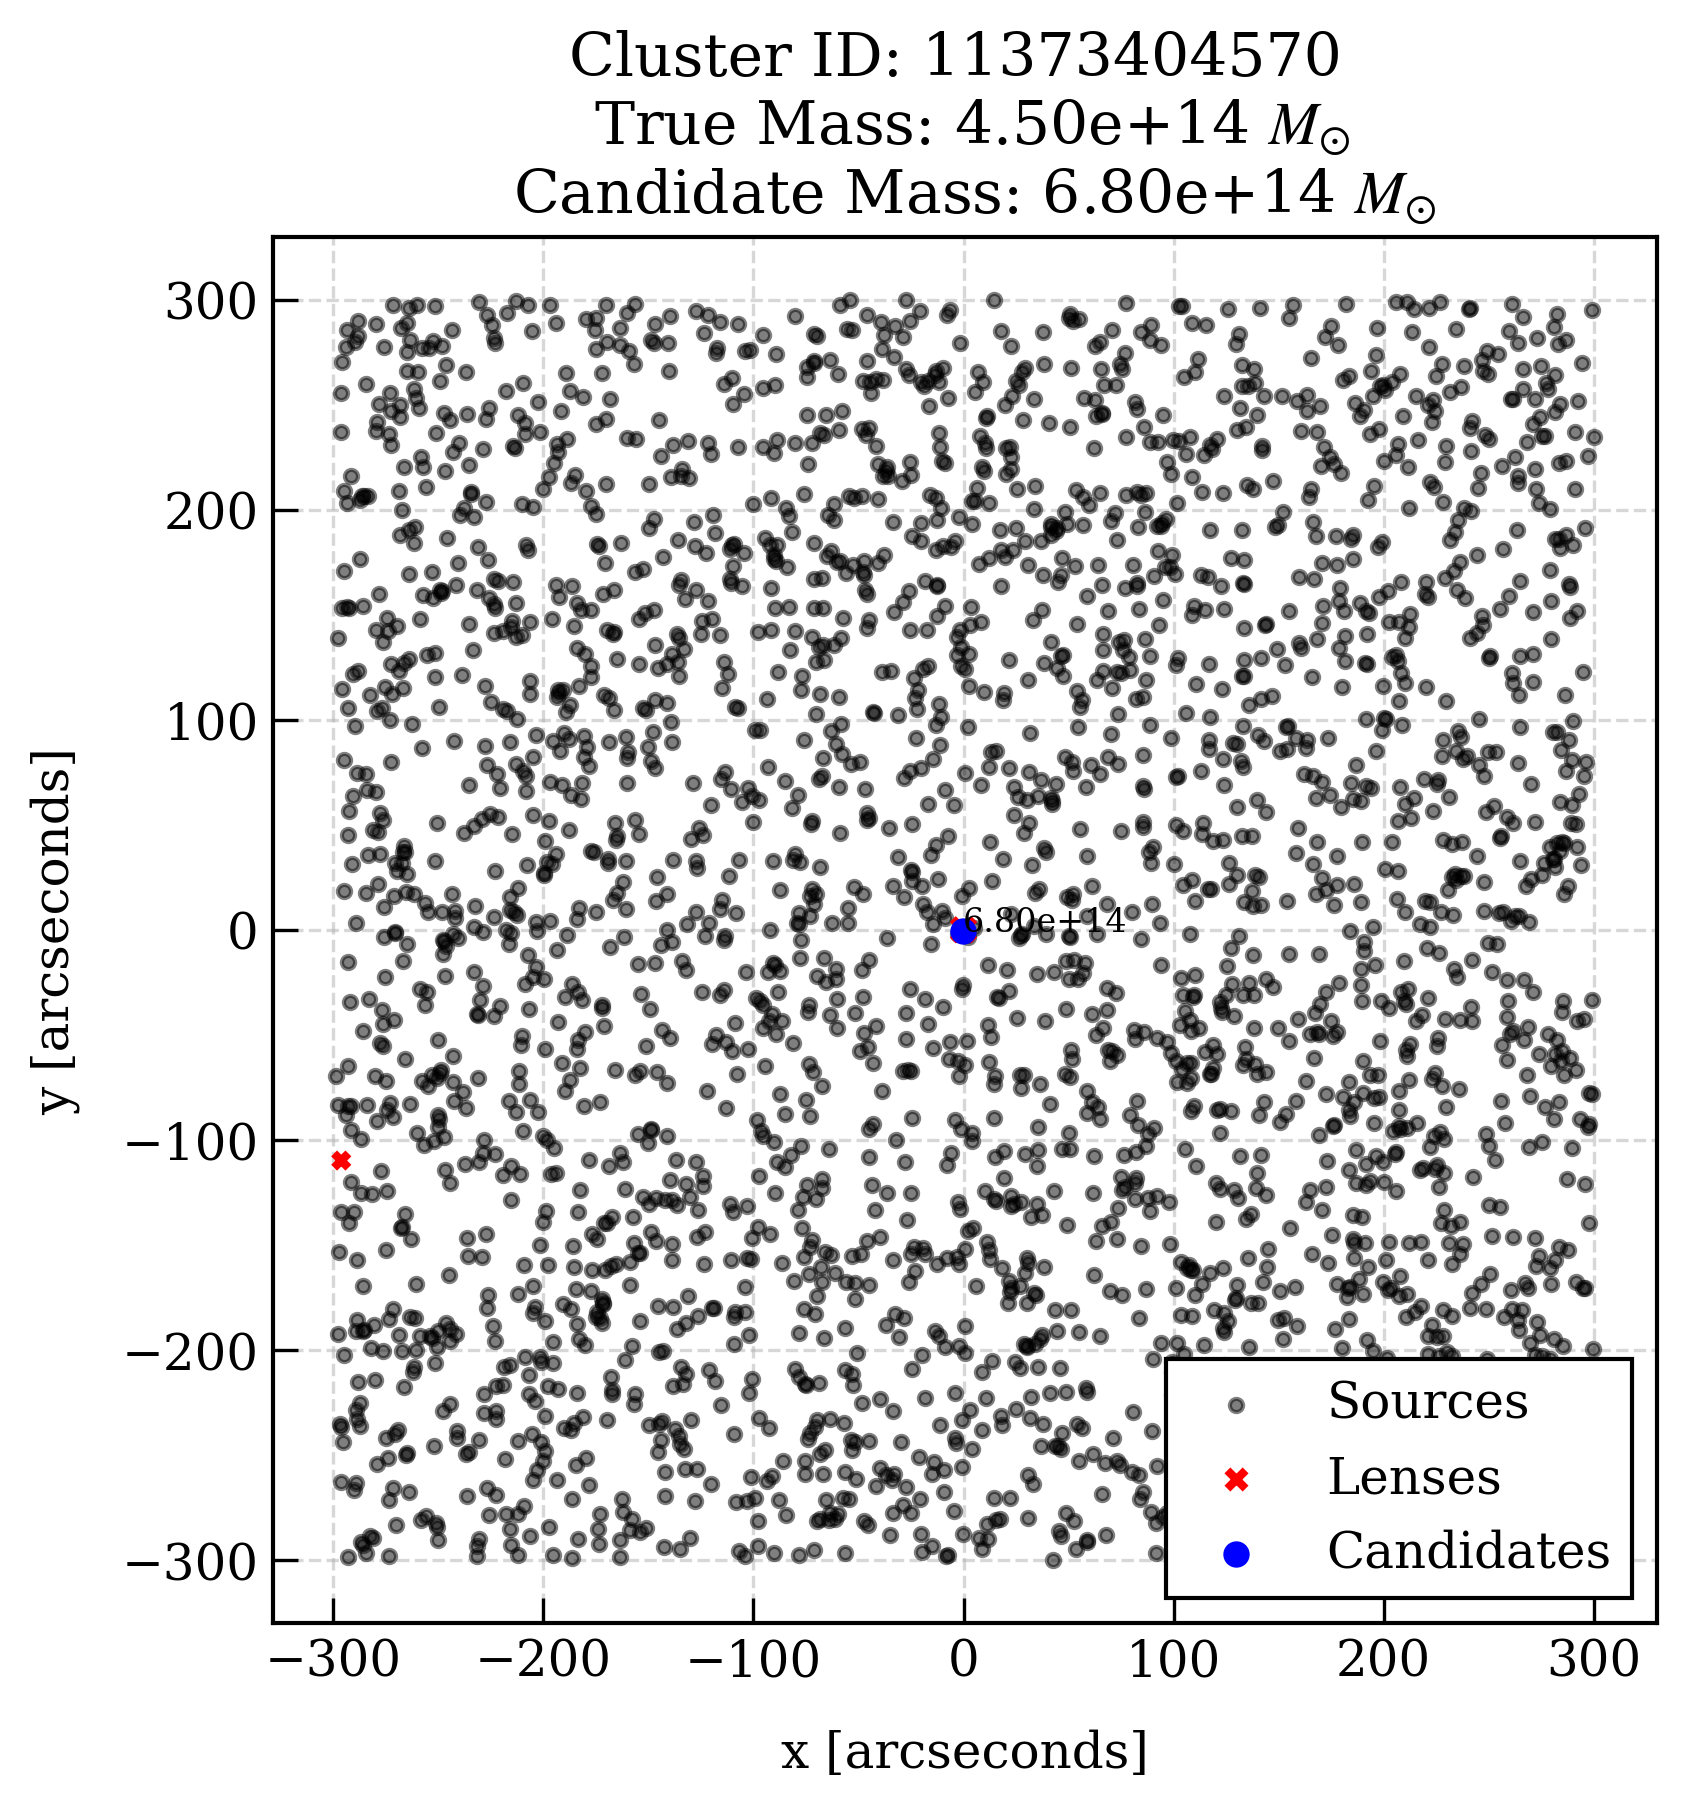 Cluster ID: 11373404570
True Mass: 4.50e+14 M⊙
Candidate Mass: 6.80e+14 M⊙
300
200
100
0
−100
−200
−300
y [arcseconds]
6.80e+14
Sources
Lenses
Candidates
−300 −200 −100 0 100 200 300
x [arcseconds]